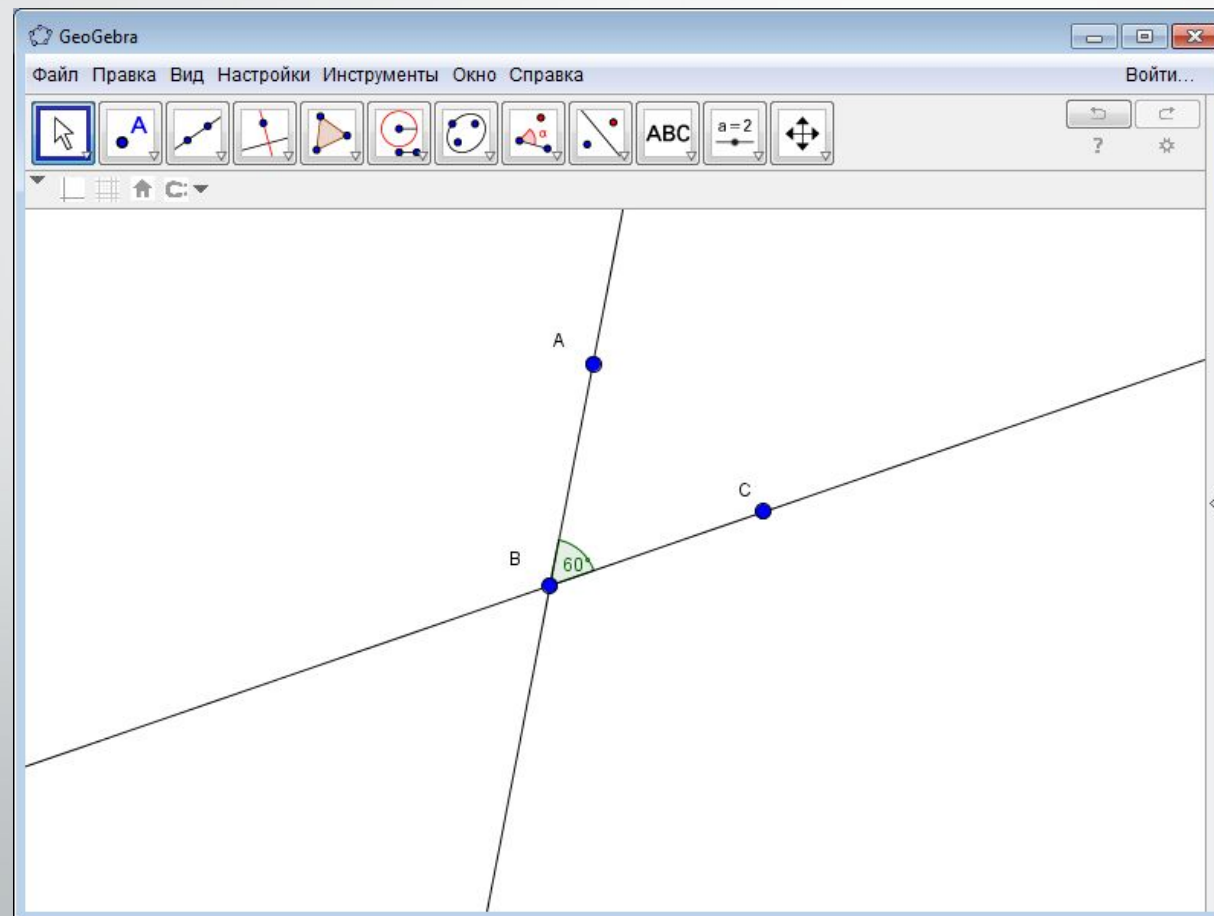 GeoGebra
Файл Правка Вид Настройки Инструменты Окно Справка Войти...
A α ABC a=2
?
A
C
B
60°